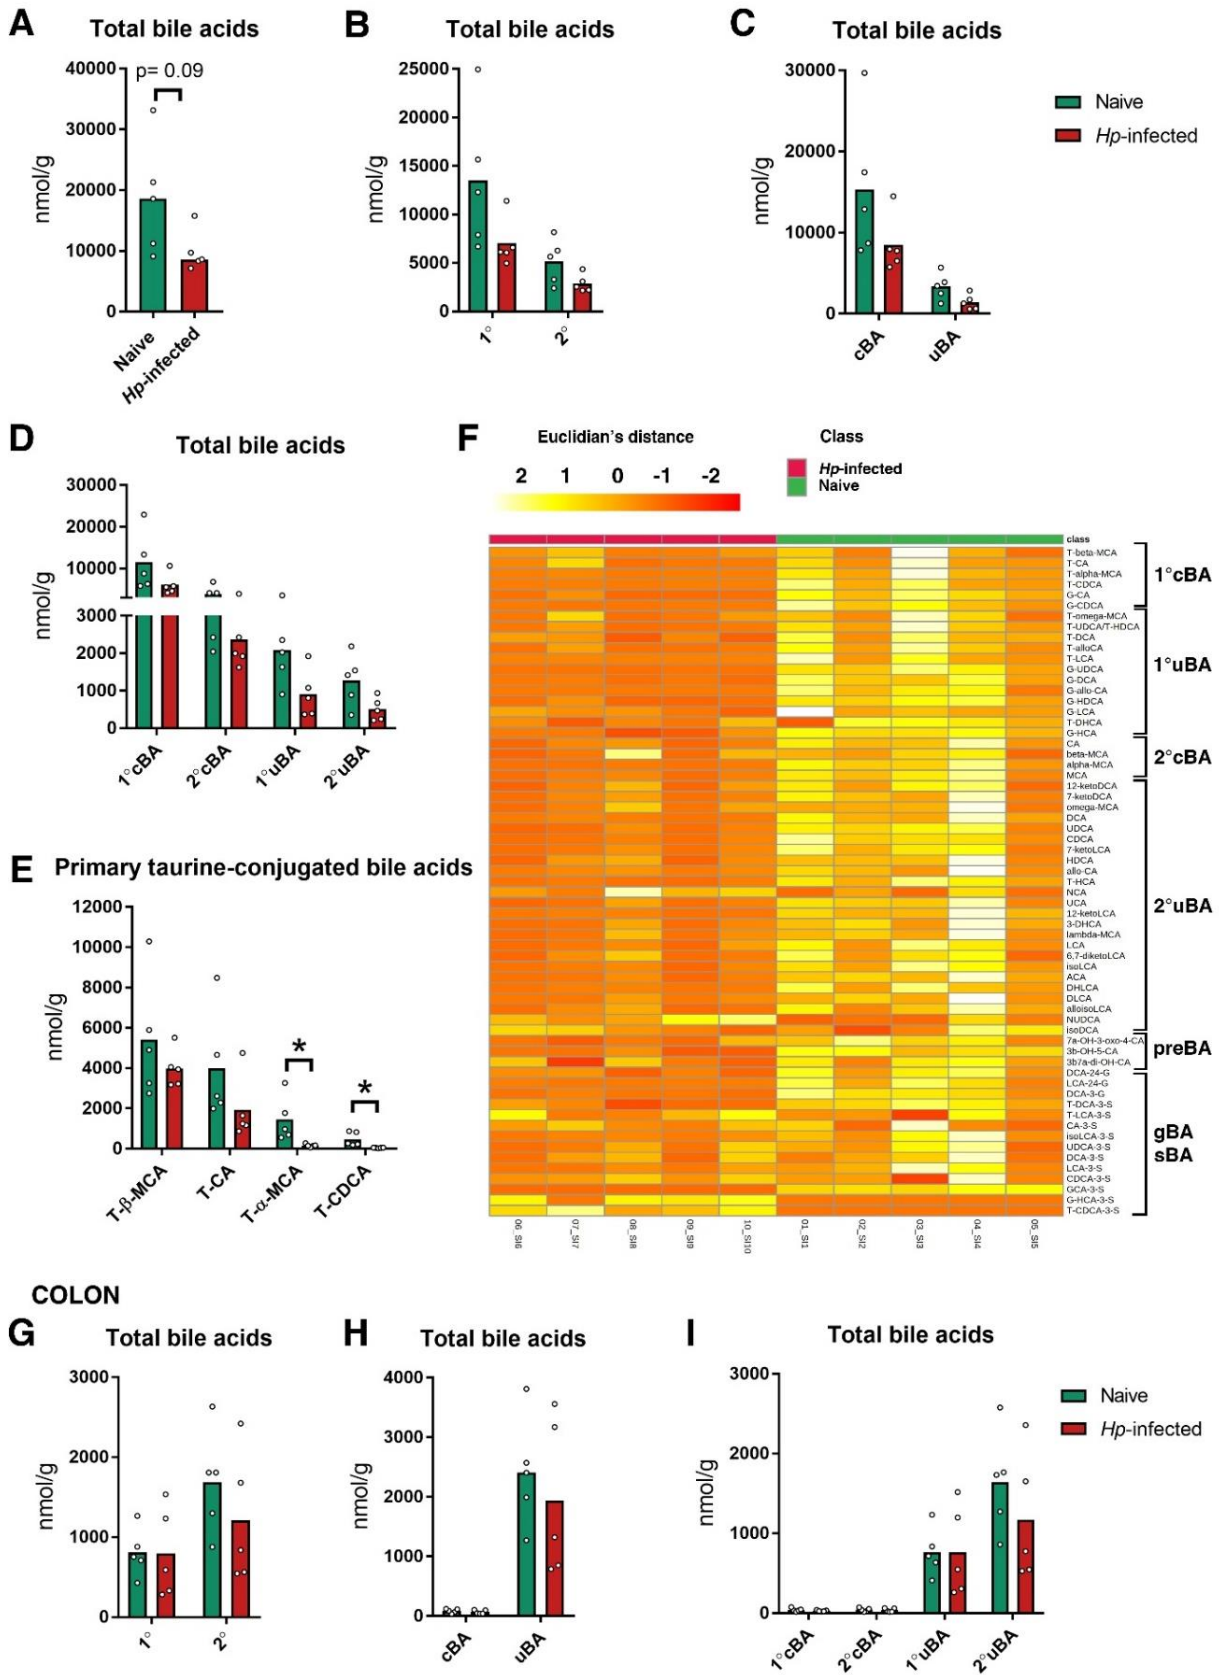 A
Total bile acids
40000
30000
20000
10000
0
nmol/g
p= 0.09
Naive
Hp-infected
B
Total bile acids
25000
20000
15000
10000
5000
0
nmol/g
1°
2°
C
Total bile acids
30000
20000
10000
0
nmol/g
cBA
uBA
Naive
Hp-infected
D
Total bile acids
30000
20000
10000
3000
2000
1000
0
nmol/g
1°cBA
2°cBA
1°uBA
2°uBA
E
Primary taurine-conjugated bile acids
12000
10000
8000
6000
4000
2000
0
nmol/g
*
*
T-β-MCA
T-CA
T-α-MCA
T-CDCA
F
Euclidian's distance
2 1 0 -1 -2
Class
Hp-infected
Naive
class
T-beta-MCA
T-CA
T-alpha-MCA
T-CDCA
G-CA
G-CDCA
T-omega-MCA
T-UDCA/T-HDCA
T-DCA
T-alloCA
T-LCA
G-UDCA
G-DCA
G-allo-CA
G-HDCA
G-LCA
T-DHCA
G-HCA
CA
beta-MCA
alpha-MCA
MCA
12-ketoDCA
7-ketoDCA
omega-MCA
DCA
UDCA
CDCA
7-ketoLCA
HDCA
allo-CA
T-HCA
NCA
UCA
12-ketoLCA
3-DHCA
lambda-MCA
LCA
6,7-diketoLCA
isoLCA
ACA
DHLCA
DLCA
alloisoLCA
NUDCA
isoDCA
7a-OH-3-oxo-4-CA
3b-OH-5-CA
3b7a-di-OH-CA
DCA-24-G
LCA-24-G
DCA-3-G
T-DCA-3-S
T-LCA-3-S
CA-3-S
isoLCA-3-S
UDCA-3-S
DCA-3-S
LCA-3-S
CDCA-3-S
GCA-3-S
G-HCA-3-S
T-CDCA-3-S
1°cBA
1°uBA
2°cBA
2°uBA
preBA
gBA
sBA
06_SI6
07_SI7
08_SI8
09_SI9
10_SI10
01_SI1
02_SI2
03_SI3
04_SI4
05_SI5
COLON
G
Total bile acids
3000
2000
1000
0
nmol/g
1°
2°
H
Total bile acids
4000
3000
2000
1000
0
nmol/g
cBA
uBA
I
Total bile acids
3000
2000
1000
0
nmol/g
1°cBA
2°cBA
1°uBA
2°uBA
Naive
Hp-infected